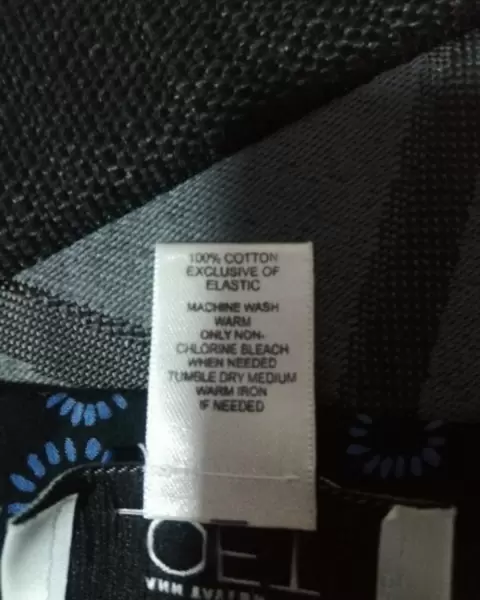 100% COTTON
EXCLUSIVE OF
ELASTIC
MACHINE WASH
WARM
ONLY NON-
CHLORINE BLEACH
WHEN NEEDED
TUMBLE DRY MEDIUM
WARM IRON
IF NEEDED